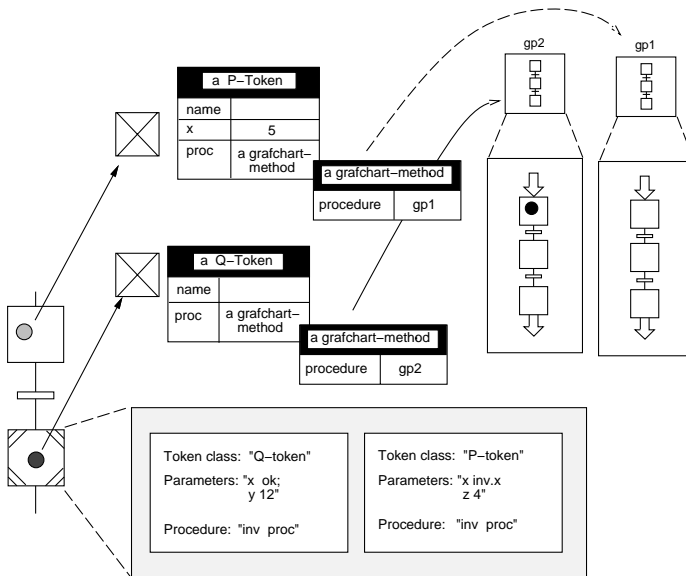 gp2
gp1
a P−Token
name
x 5
proc a grafchart−
method
a grafchart−method
procedure gp1
a Q−Token
name
proc a grafchart−
method
a grafchart−method
procedure gp2
Token class: "Q−token"
Parameters: "x ok;
y 12"
Procedure: "inv proc"
Token class: "P−token"
Parameters: "x inv.x
z 4"
Procedure: "inv proc"